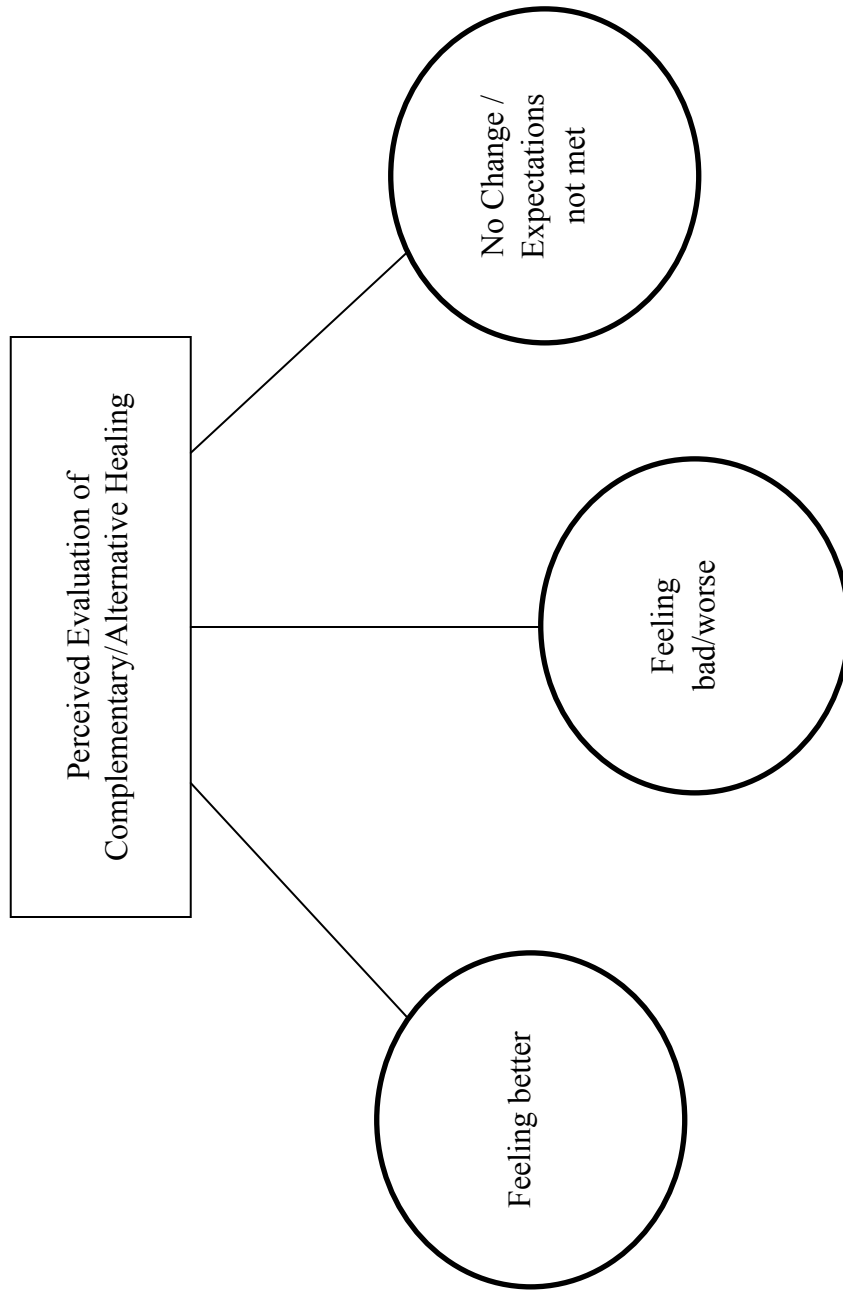 Perceived Evaluation of
Complementary/Alternative Healing
Feeling better
Feeling
bad/worse
No Change /
Expectations
not met